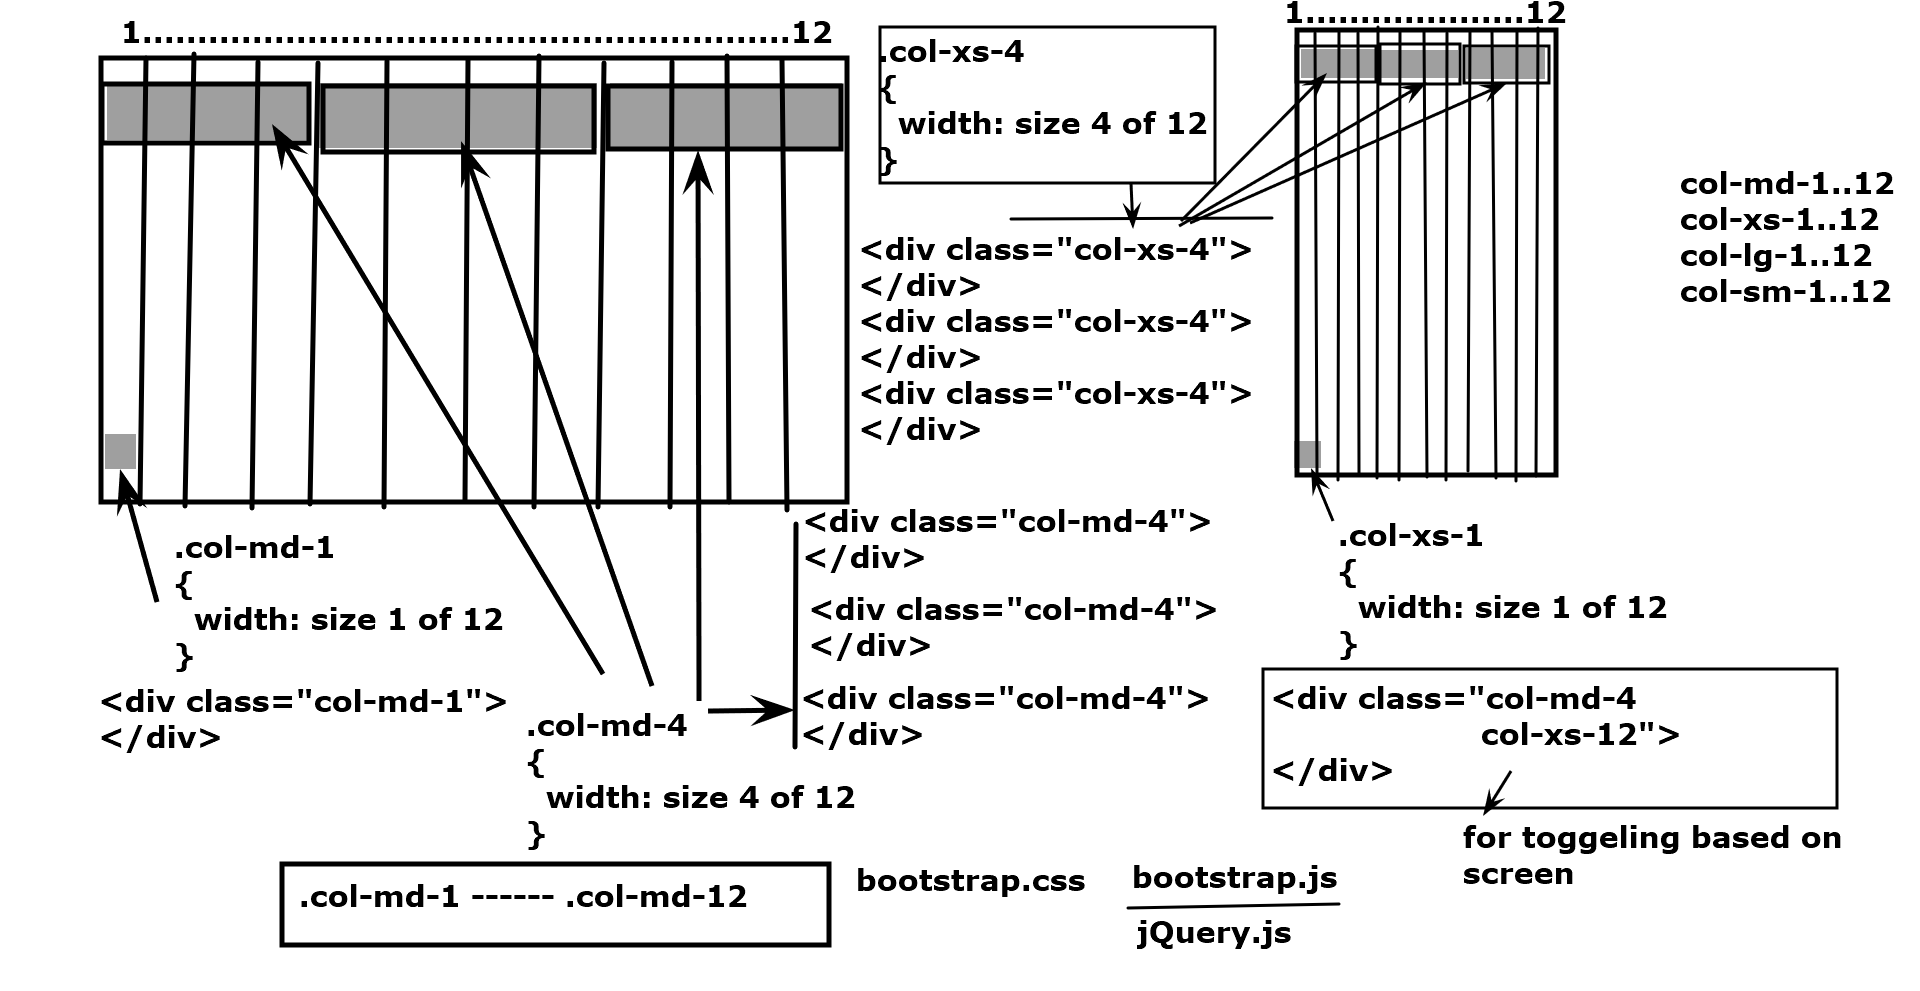 1............................................................12
.col-xs-4
{
width: size 4 of 12
}
1....................12
col-md-1..12
col-xs-1..12
col-lg-1..12
col-sm-1..12
<div class="col-xs-4">
</div>
<div class="col-xs-4">
</div>
<div class="col-xs-4">
</div>
.col-md-1
{
width: size 1 of 12
}
<div class="col-md-1">
</div>
<div class="col-md-4">
</div>
<div class="col-md-4">
</div>
<div class="col-md-4">
</div>
.col-md-4
{
width: size 4 of 12
}
.col-xs-1
{
width: size 1 of 12
}
<div class="col-md-4
col-xs-12">
</div>
for toggeling based on
screen
.col-md-1 ------ .col-md-12
bootstrap.css
bootstrap.js
jQuery.js